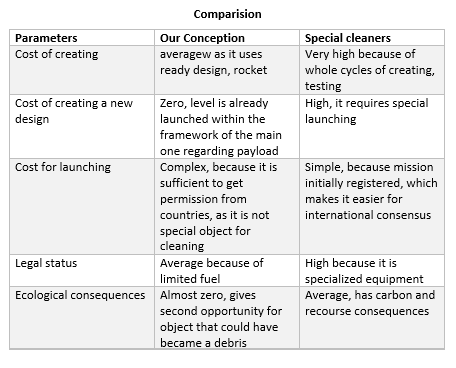 Comparision
Parameters Our Conception Special cleaners
Cost of creating averagew as it uses Very high because of
ready design, rocket whole cycles of creating,
testing
Cost of creating a new Zero, level is already High, it requires special
design launched within the launching
framework of the main
one regarding payload
Cost for launching Complex, because it is Simple, because mission
sufficient to get initially registered, which
permission from makes it easier for
countries, as it is not international consensus
special object for
cleaning
Legal status Average because of High because it is
limited fuel specialized equipment
Ecological consequences Almost zero, gives Average, has carbon and
second opportunity for recourse consequences
object that could have
became a debris